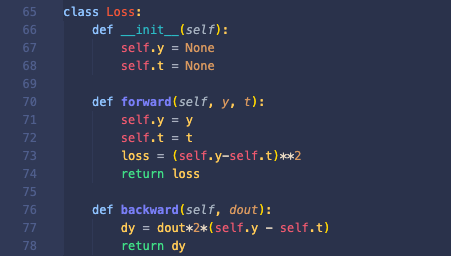 65 class Loss:
66     def __init__(self):
67         self.y = None
68         self.t = None
69
70     def forward(self, y, t):
71         self.y = y
72         self.t = t
73         loss = (self.y-self.t)**2
74         return loss
75
76     def backward(self, dout):
77         dy = dout*2*(self.y - self.t)
78         return dy